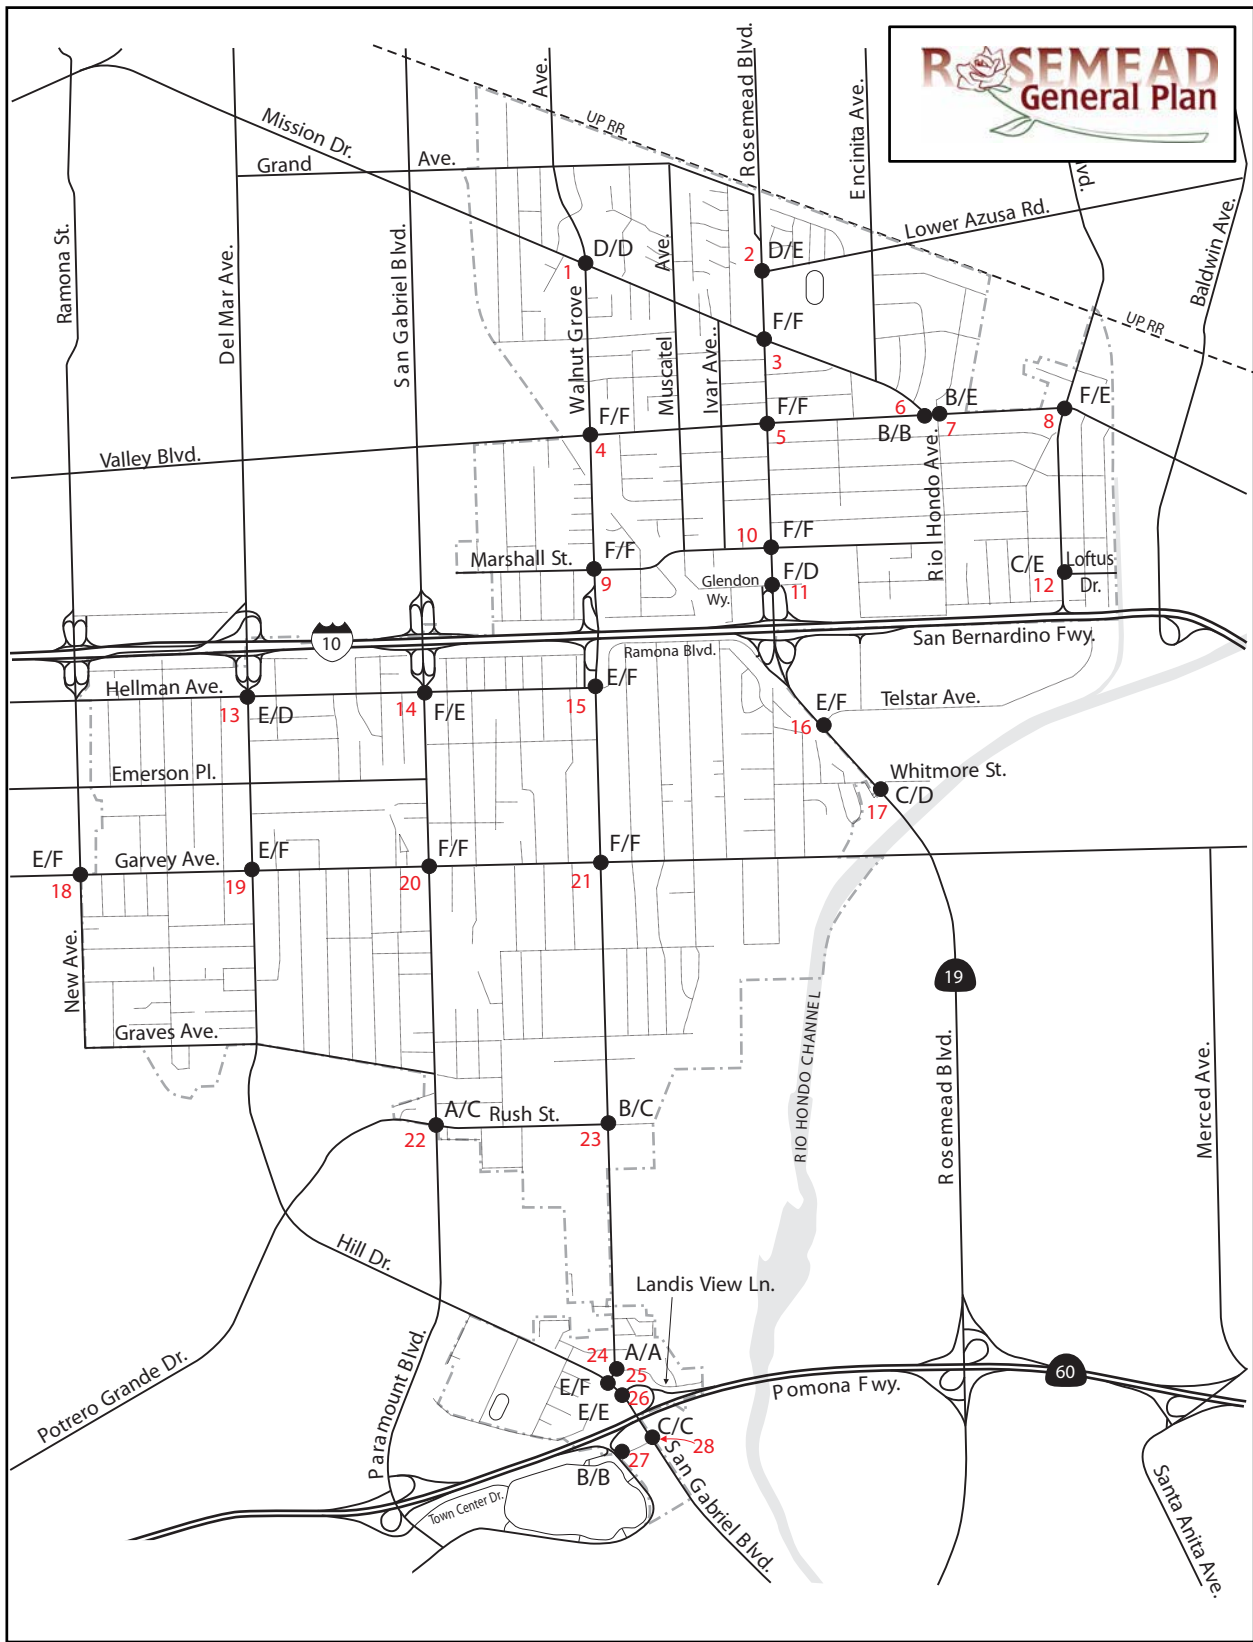 ROSEMEAD
General Plan
Ave.
Rosemead Blvd.
Encinita Ave.
UP RR
Mission Dr.
Grand
Ave.
Ramona St.
Del Mar Ave.
San Gabriel Blvd.
Lower Azusa Rd.
lvd.
Baldwin Ave.
D/D
1
2
D/E
Ave.
Walnut Grove
Muscatel
Ivar Ave.
UP RR
F/F
3
F/F
4
F/F
5
6
B/B
B/E
7
F/E
8
Valley Blvd.
Rio Hondo Ave.
Marshall St.
F/F
9
10
F/F
Glendon
Wy.
F/D
11
C/E
12
Loftus
Dr.
10
San Bernardino Fwy.
Ramona Blvd.
Hellman Ave.
13
E/D
14
F/E
15
E/F
E/F
16
Telstar Ave.
Emerson Pl.
Whitmore St.
C/D
17
E/F
18
Garvey Ave.
E/F
19
F/F
20
F/F
21
New Ave.
19
RIO HONDO CHANNEL
Rosemead Blvd.
Merced Ave.
Graves Ave.
A/C
22
Rush St.
B/C
23
Hill Dr.
Landis View Ln.
Potrero Grande Dr.
Paramount Blvd.
24
A/A
25
E/F
26
E/E
60
Pomona Fwy.
C/C
28
27
B/B
San Gabriel Blvd.
Town Center Dr.
Santa Anita Ave.